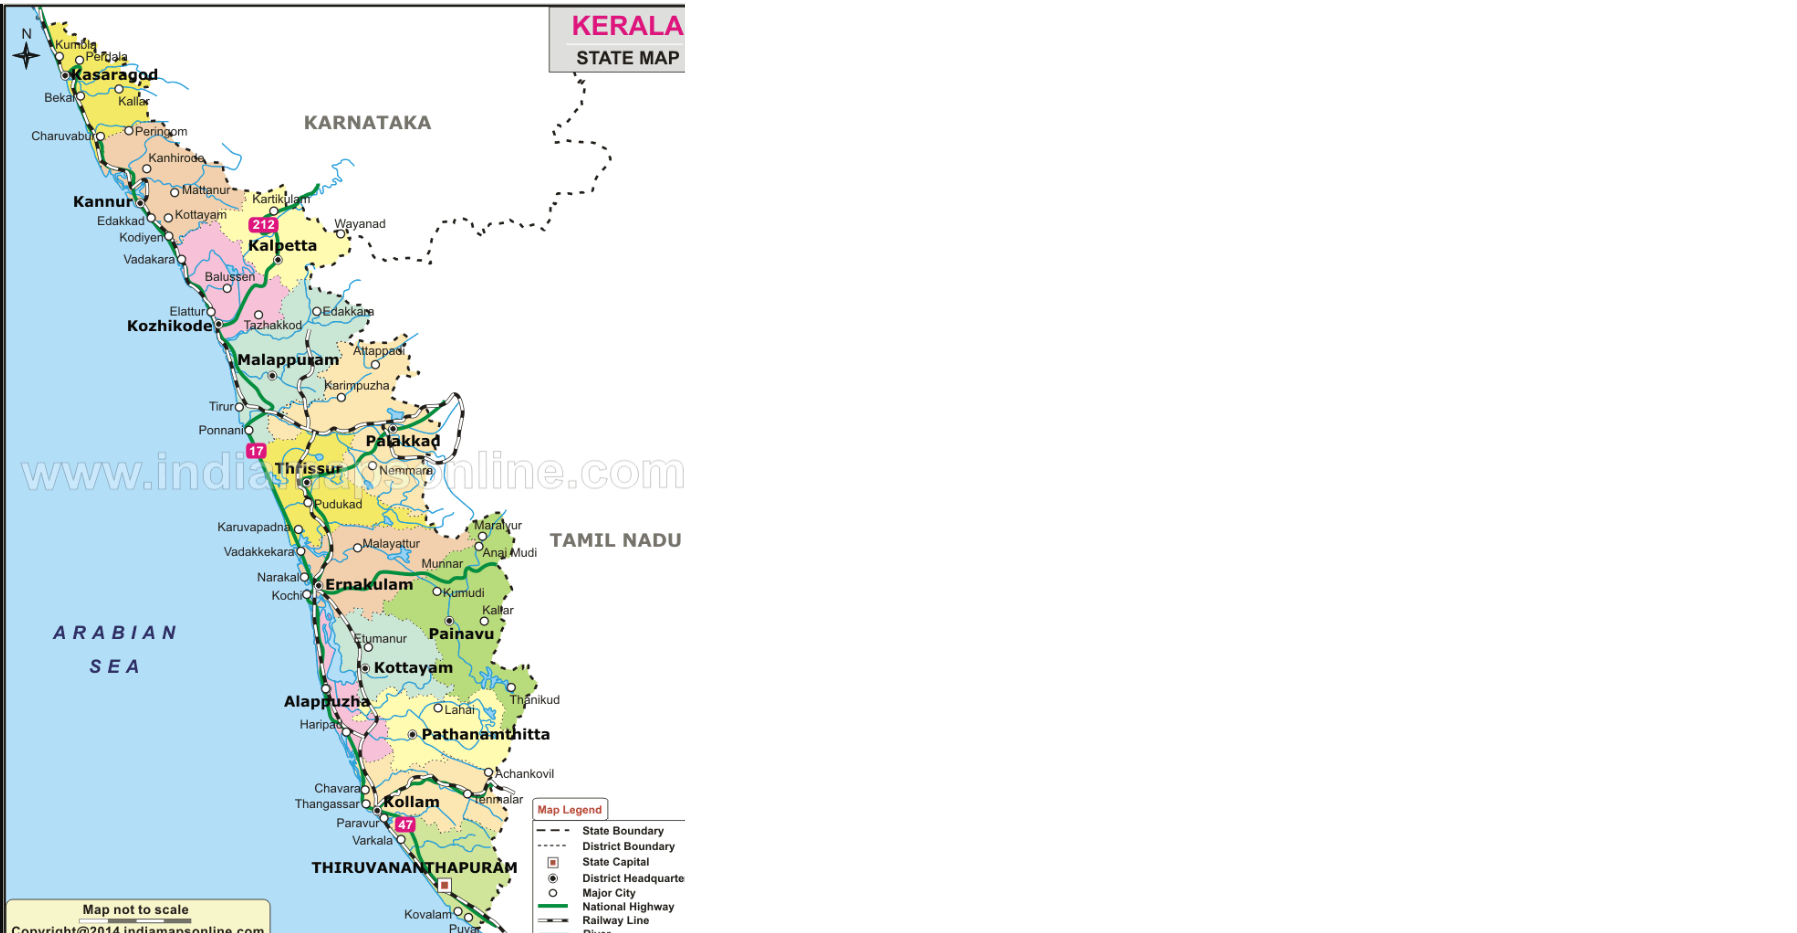 KERALA
STATE MAP
N
Kumbla
Perdala
Kasaragod
Bekal
Kallar
KARNATAKA
Charuvabur
Peringom
Kanhirode
Mattanur
Kannur
Kartikulam
Edakkad
Kottayam
212
Wayanad
Kodiyeri
Kalpetta
Vadakara
Balussen
Elattur
Edakkara
Kozhikode
Tazhakkod
Attappadi
Malappuram
Karimpuzha
Tirur
Ponnani
Palakkad
17
www.indiamapsonline.com
Thrissur
Nemmara
Pudukad
Karuvapadna
Maraiyur
TAMIL NADU
Malayattur
Vadakkekara
Anai Mudi
Munnar
Narakal
Ernakulam
Kochi
Kumudi
Kallar
ARABIAN
SEA
Etumanur
Painavu
Kottayam
Alappuzha
Thanikud
Lahai
Haripad
Pathanamthitta
Achankovil
Chavara
Thangassar
Kollam
Tenmalar
Paravur
47
Varkala
THIRUVANANTHAPURAM
Kovalam
Puvar
Map Legend
State Boundary
District Boundary
State Capital
District Headquarte
Major City
National Highway
Railway Line
River
Map not to scale
Copyright@2014 indiamapsonline.com